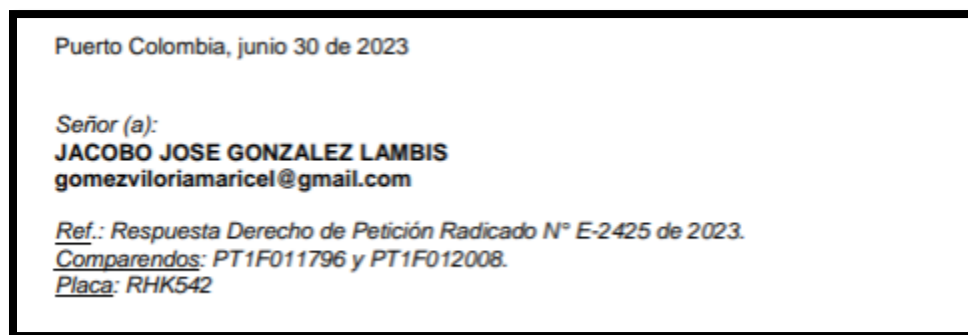 Puerto Colombia, junio 30 de 2023
Señor (a):
JACOBO JOSE GONZALEZ LAMBIS
gomezviloriamaricel@gmail.com
Ref.: Respuesta Derecho de Petición Radicado N° E-2425 de 2023.
Comparendos: PT1F011796 y PT1F012008.
Placa: RHK542